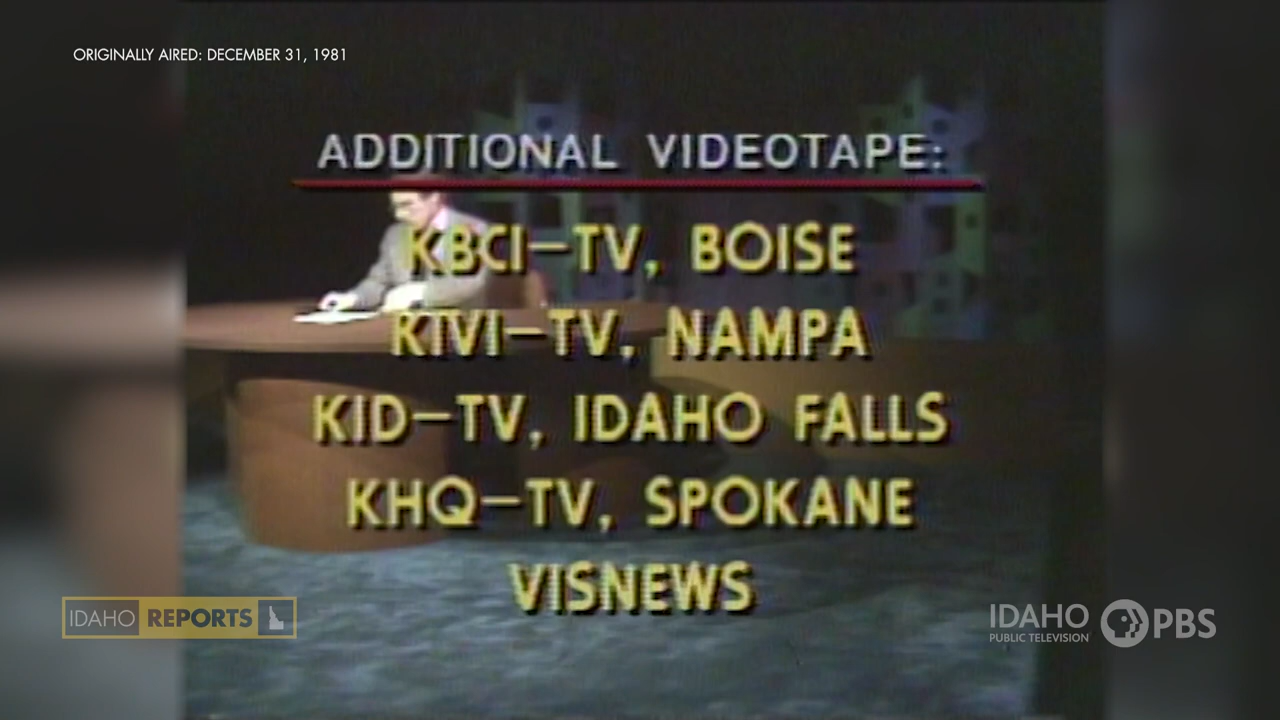 ORIGINALLY AIRED: DECEMBER 31, 1981
ADDITIONAL VIDEOTAPE:
KBCI-TV, BOISE
KTVI-TV, NAMPA
KID-TV, IDAHO FALLS
KHQ-TV, SPOKANE
VISNEWS
IDAHO REPORTS
IDAHO PUBLIC TELEVISION PBS